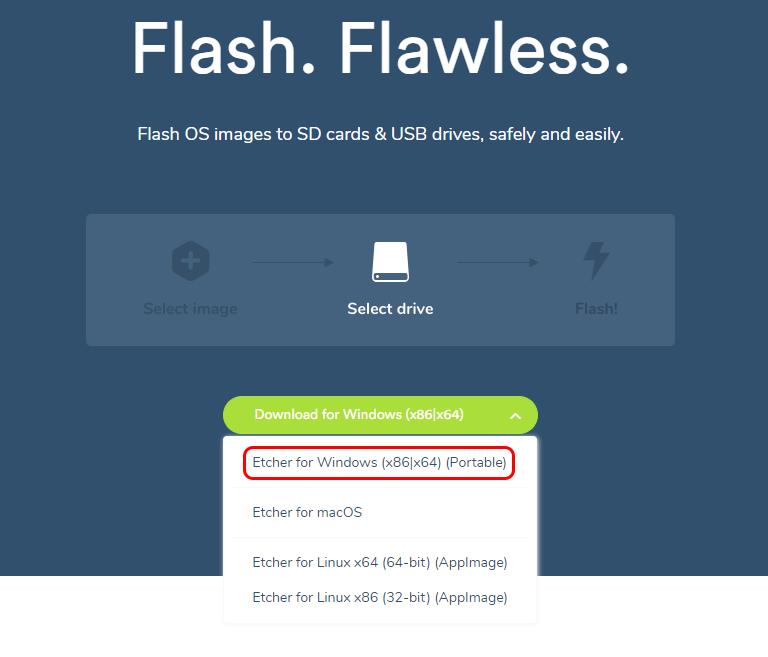 Flash. Flawless.
Flash OS images to SD cards & USB drives, safely and easily.
Select image
Select drive
Flash!
Download for Windows (x86|x64)
Etcher for Windows (x86|x64) (Portable)
Etcher for macOS
Etcher for Linux x64 (64-bit) (AppImage)
Etcher for Linux x86 (32-bit) (AppImage)